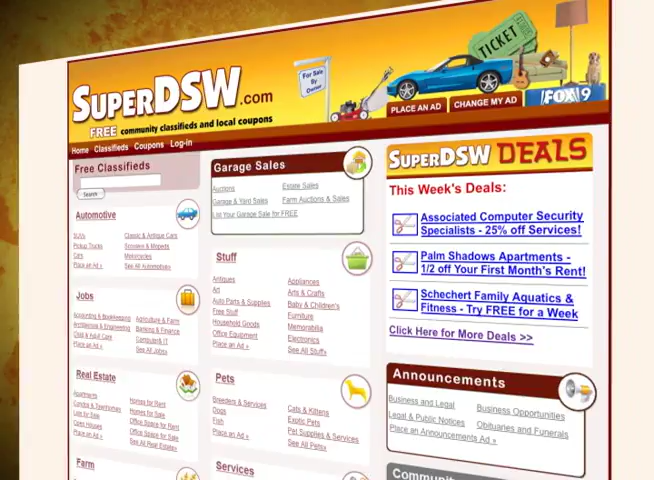 SUPERDSW.com
FREE community classifieds and local coupons
For Sale
By
Owner
TICKET
PLACE AN AD
CHANGE MY AD
FOX 9
Home Classifieds Coupons Log-in
Free Classifieds
Search
Automotive
SUVs
Pickup Trucks
Cars
Place an Ad »
Classic & Antique Cars
Scooters & Mopeds
Motorcycles
See All Automotive»
Jobs
Accounting & Bookkeeping
Architecture & Engineering
Child & Adult Care
Place an Ad »
Agriculture & Farm
Banking & Finance
Computer& IT
See All Jobs»
Real Estate
Apartments
Condos & Townhomes
Lots for Sale
Open Houses
Place an Ad »
Homes for Rent
Homes for Sale
Office Space for Rent
Office Space for Sale
See All Real Estate»
Farm
Garage Sales
Auctions
Garage & Yard Sales
List Your Garage Sale for FREE
Estate Sales
Farm Auctions & Sales
Stuff
Antiques
Art
Auto Parts & Supplies
Free Stuff
Household Goods
Office Equipment
Place an Ad »
Appliances
Arts & Crafts
Baby & Children's
Furniture
Memorabilia
Electronics
See All Stuff»
Pets
Breeders & Services
Dogs
Fish
Place an Ad »
Cats & Kittens
Exotic Pets
Pet Supplies & Services
See All Pets»
Services
SUPERDSW DEALS
This Week's Deals:
Associated Computer Security
Specialists - 25% off Services!
Palm Shadows Apartments -
1/2 off Your First Month's Rent!
Schechert Family Aquatics &
Fitness - Try FREE for a Week
Click Here for More Deals >>
Announcements
Business and Legal
Legal & Public Notices
Place an Announcements Ad »
Business Opportunities
Obituaries and Funerals
Community